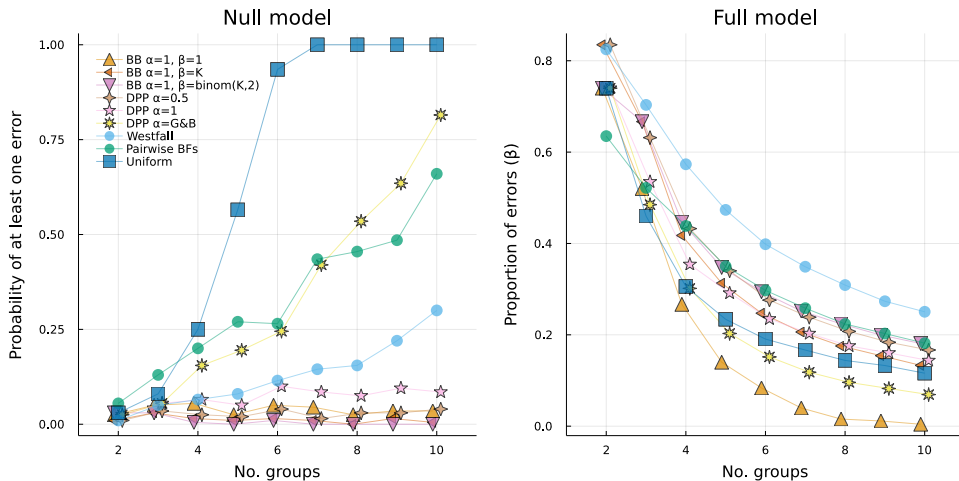 Null model
Probability of at least one error
1.00
0.75
0.50
0.25
0.00
BB α=1, β=1
BB α=1, β=K
BB α=1, β=binom(K,2)
DPP α=0.5
DPP α=1
DPP α=G&B
Westfall
Pairwise BFs
Uniform
2 4 6 8 10
No. groups
Full model
Proportion of errors (β)
0.8
0.6
0.4
0.2
0.0
2 4 6 8 10
No. groups